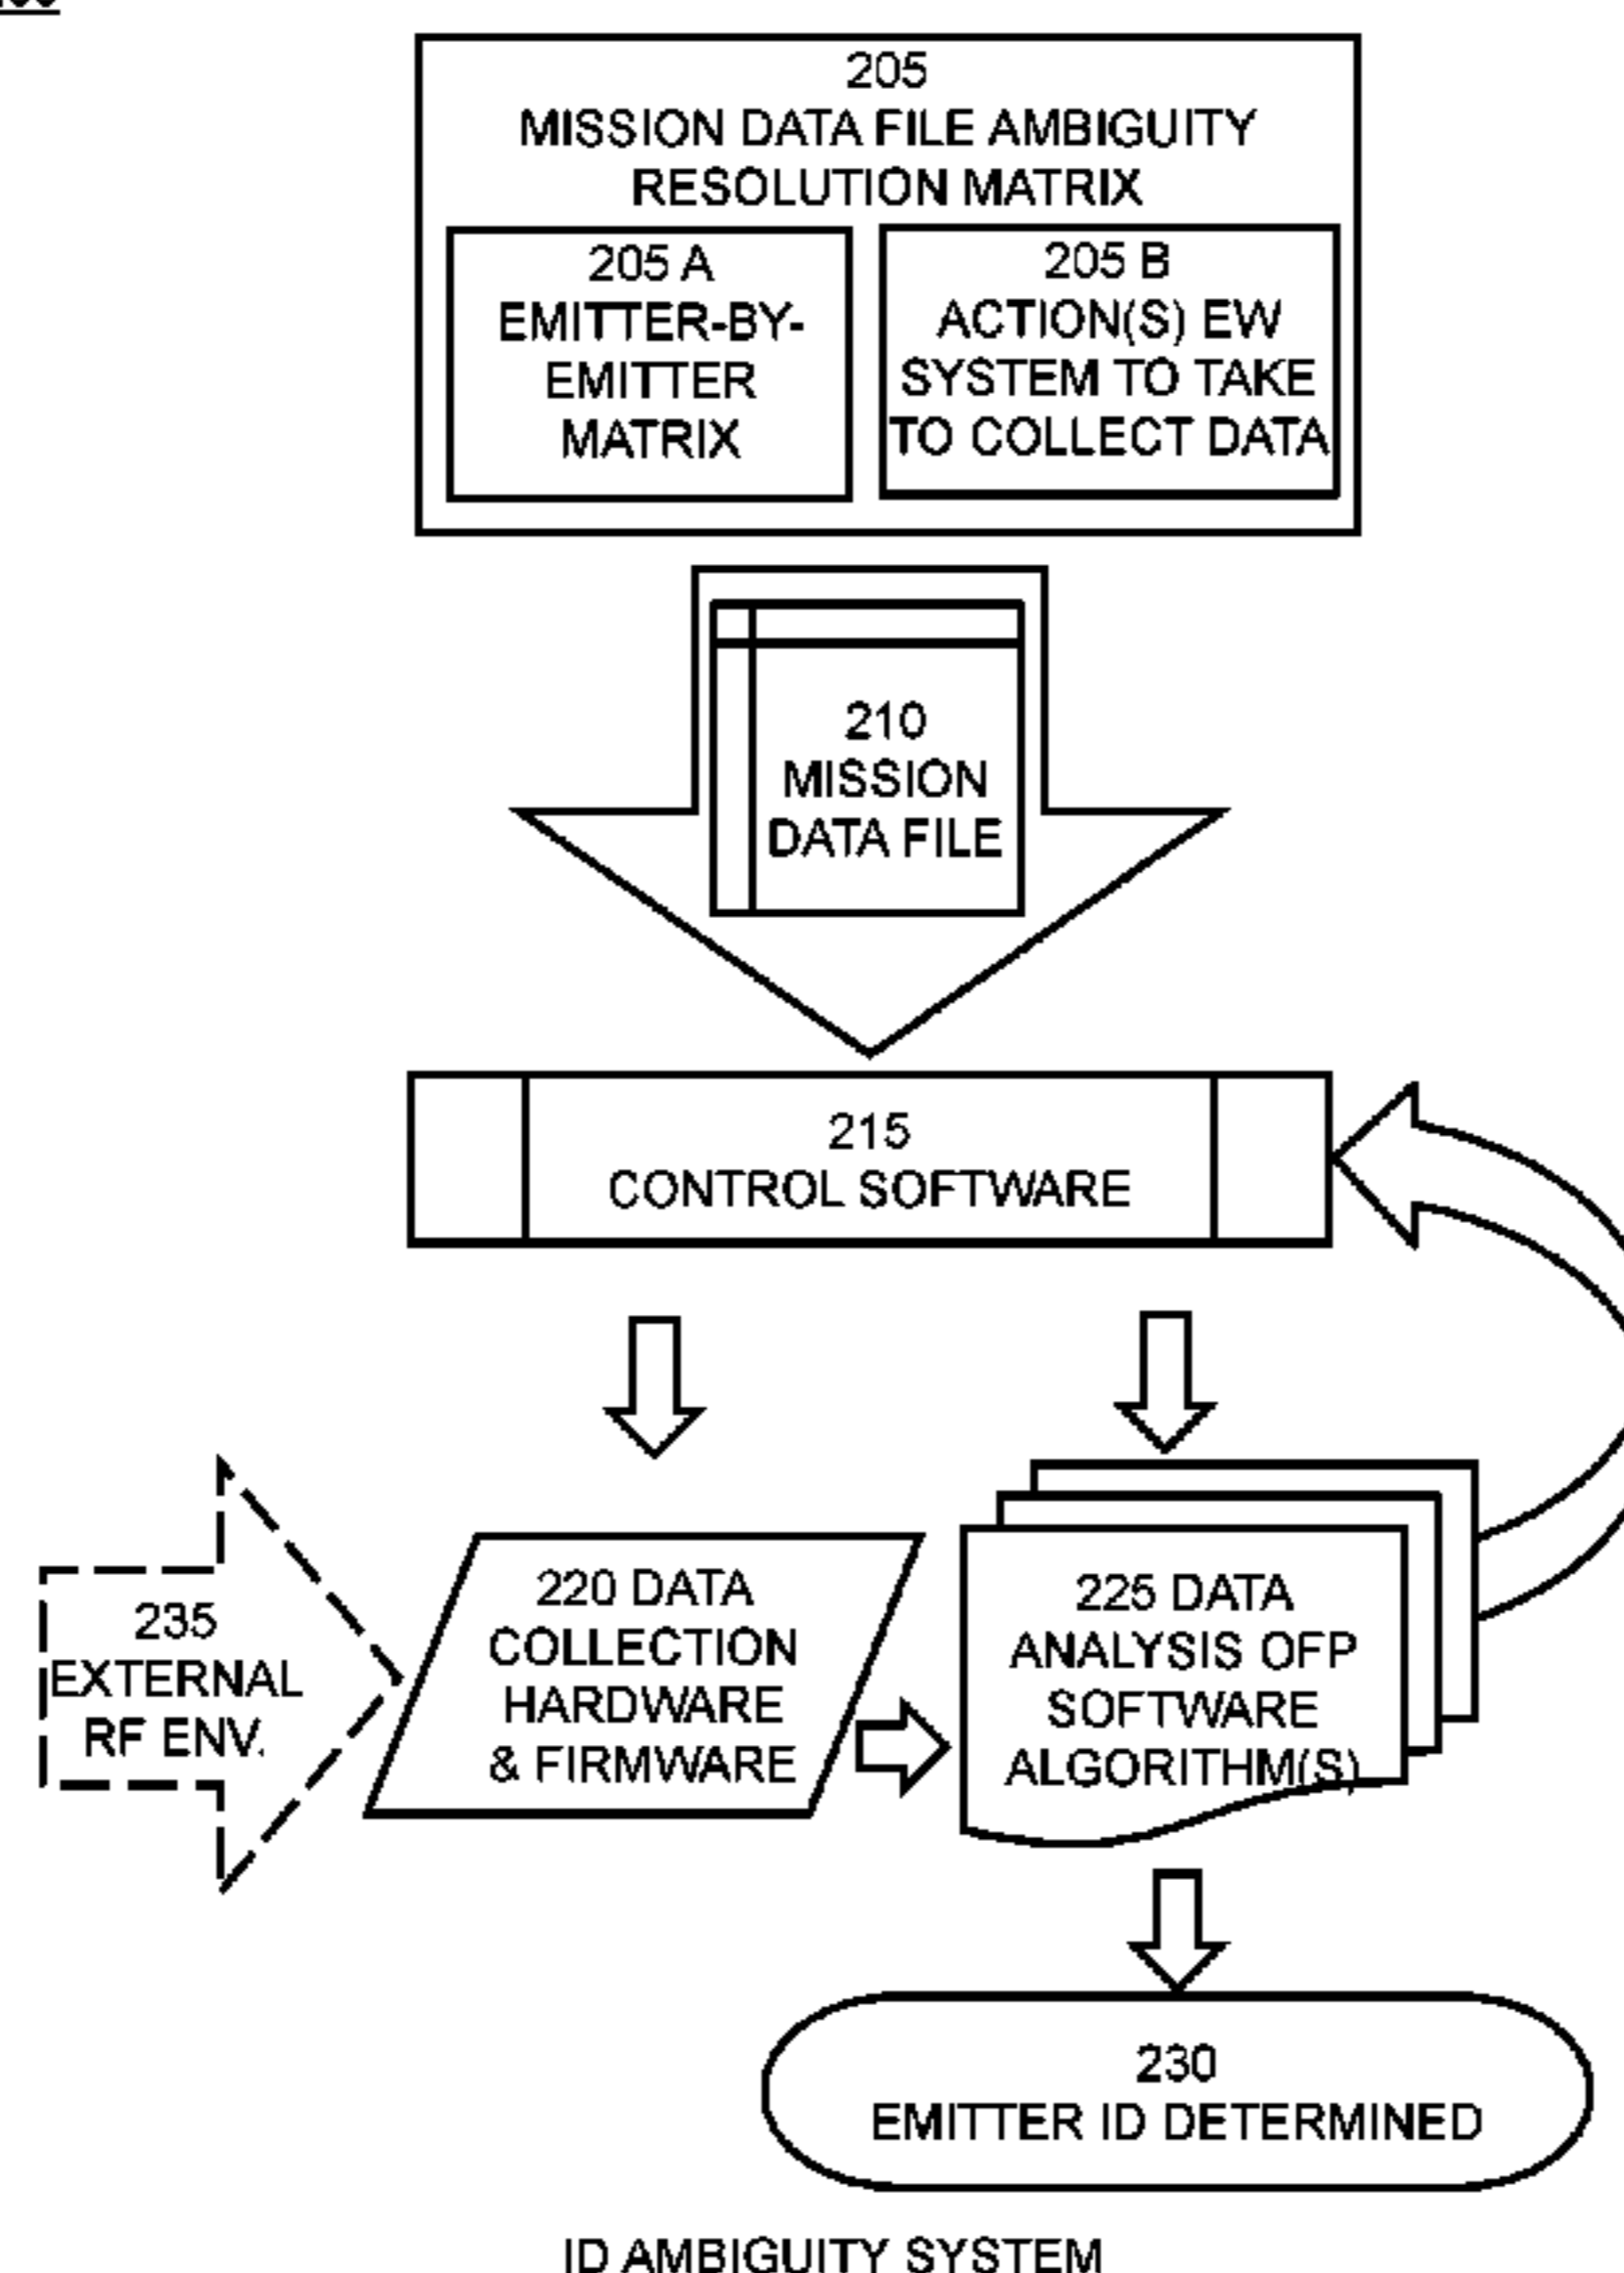 205
MISSION DATA FILE AMBIGUITY
RESOLUTION MATRIX
205 A
EMITTER-BY-
EMITTER
MATRIX
205 B
ACTION(S) EW
SYSTEM TO TAKE
TO COLLECT DATA
210
MISSION
DATA FILE
215
CONTROL SOFTWARE
235
EXTERNAL
RF ENV.
220 DATA
COLLECTION
HARDWARE
& FIRMWARE
225 DATA
ANALYSIS OFP
SOFTWARE
ALGORITHM(S)
230
EMITTER ID DETERMINED
ID AMBIGUITY SYSTEM